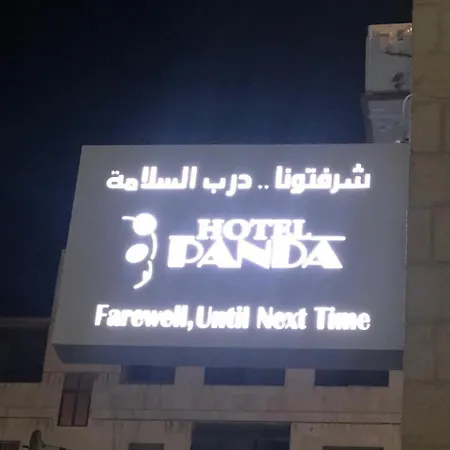 شرفتونا .. درب السلامة
HOTEL
PANDA
Farewell, Until Next Time